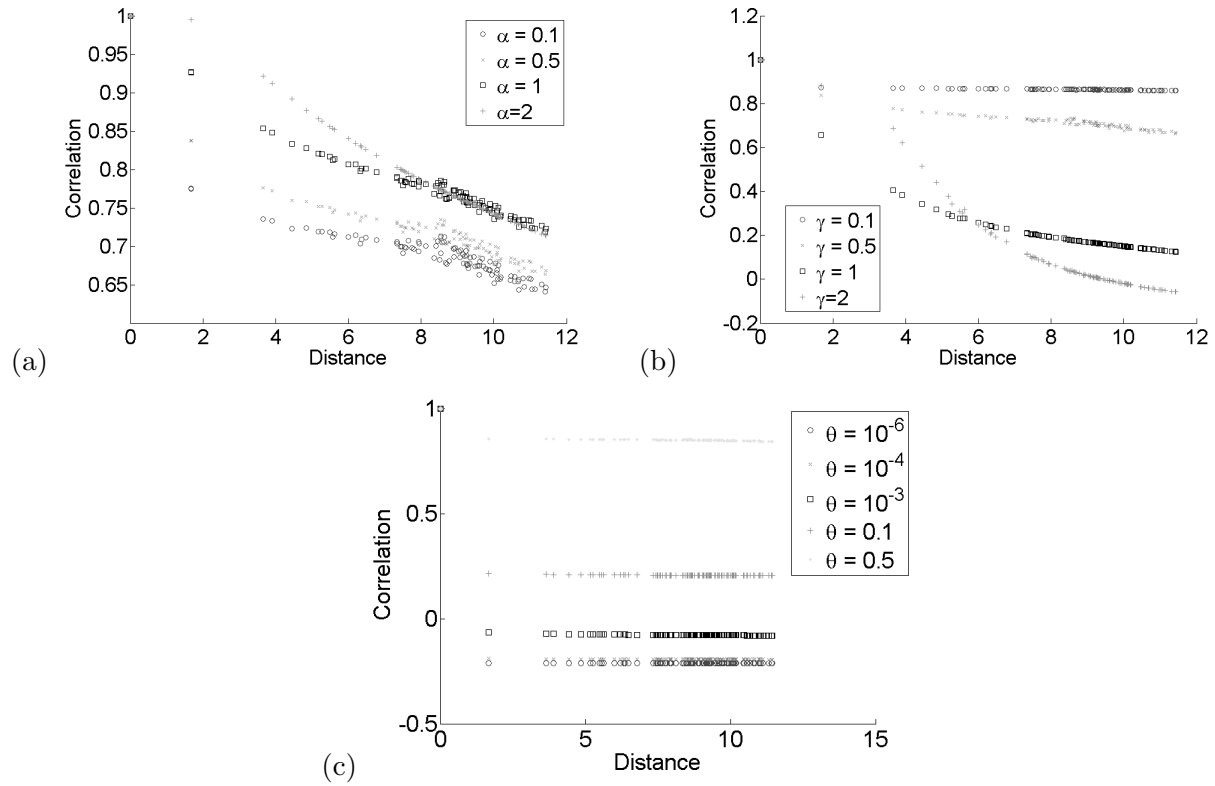 1
0.95
0.9
0.85
0.8
0.75
0.7
0.65
Correlation
0 2 4 6 8 10 12
Distance
α = 0.1
α = 0.5
α = 1
α=2
(a)
1.2
1
0.8
0.6
0.4
0.2
0
-0.2
Correlation
0 2 4 6 8 10 12
Distance
γ = 0.1
γ = 0.5
γ = 1
γ=2
(b)
1
0.5
0
-0.5
Correlation
0 5 10 15
Distance
θ = 10^-6
θ = 10^-4
θ = 10^-3
θ = 0.1
θ = 0.5
(c)